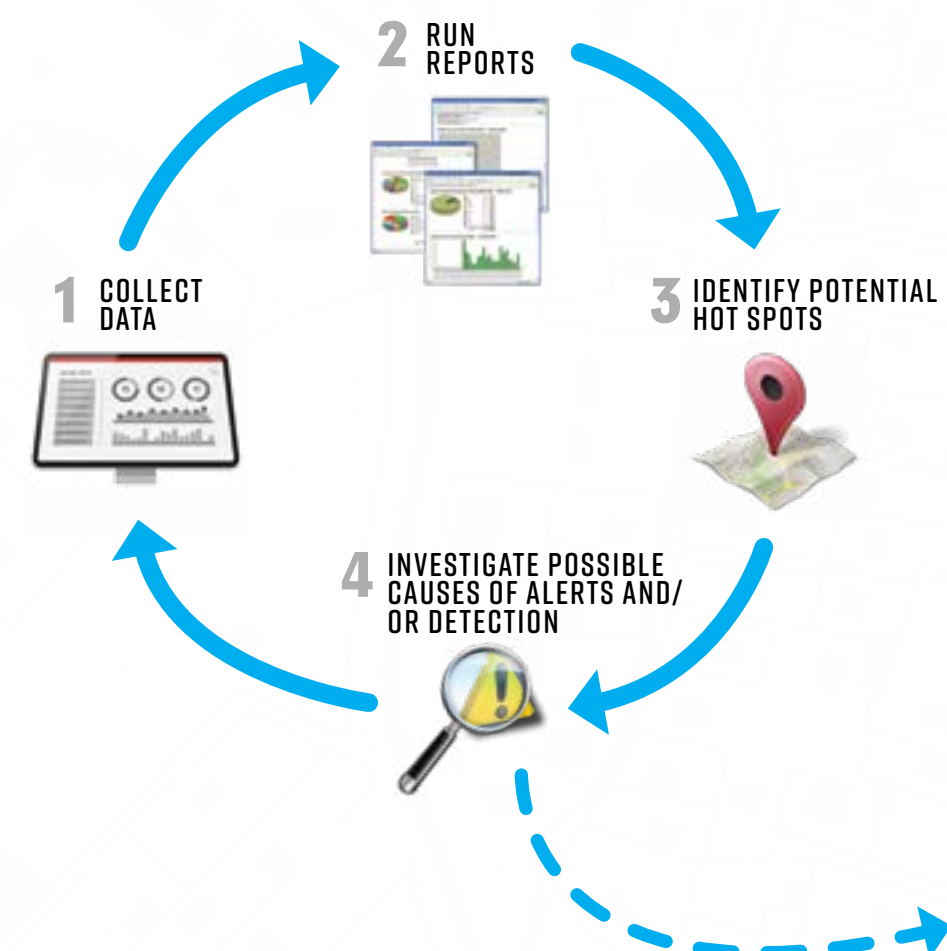 2 RUN
REPORTS
1 COLLECT
DATA
3 IDENTIFY POTENTIAL
HOT SPOTS
4 INVESTIGATE POSSIBLE
CAUSES OF ALERTS AND/
OR DETECTION